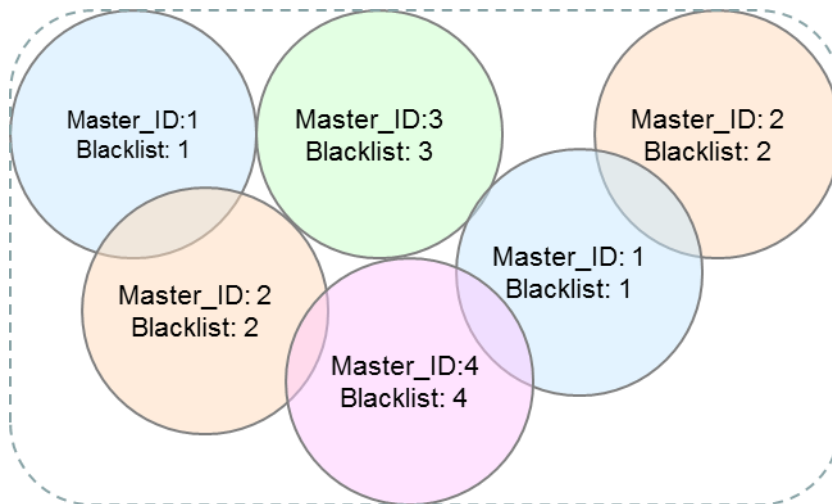 Master_ID:1
Blacklist: 1
Master_ID:3
Blacklist: 3
Master_ID: 2
Blacklist: 2
Master_ID: 1
Blacklist: 1
Master_ID: 2
Blacklist: 2
Master_ID:4
Blacklist: 4